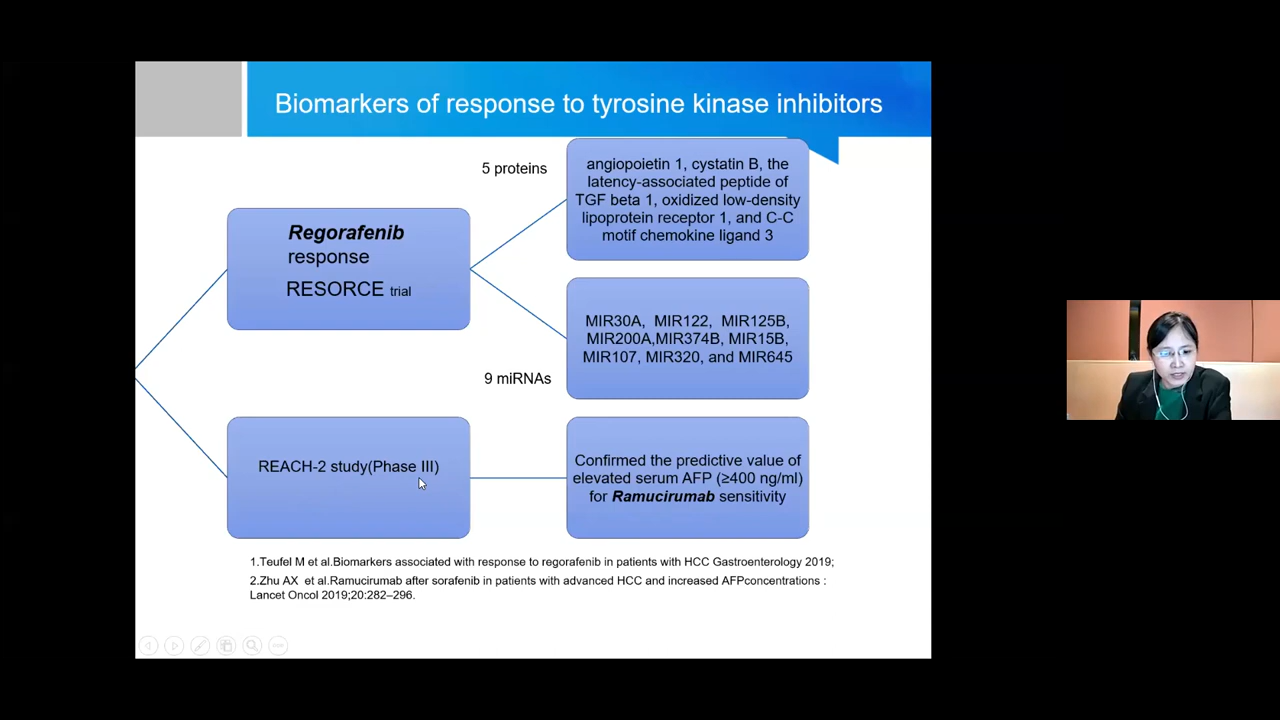 Biomarkers of response to tyrosine kinase inhibitors
5 proteins
angiopoietin 1, cystatin B, the
latency-associated peptide of
TGF beta 1, oxidized low-density
lipoprotein receptor 1, and C-C
motif chemokine ligand 3
Regorafenib
response
RESORCE trial
MIR30A, MIR122, MIR125B,
MIR200A,MIR374B, MIR15B,
MIR107, MIR320, and MIR645
9 miRNAs
REACH-2 study(Phase III)
Confirmed the predictive value of
elevated serum AFP (≥400 ng/ml)
for Ramucirumab sensitivity
1.Teufel M et al.Biomarkers associated with response to regorafenib in patients with HCC Gastroenterology 2019;
2.Zhu AX et al.Ramucirumab after sorafenib in patients with advanced HCC and increased AFPconcentrations :
Lancet Oncol 2019;20:282–296.